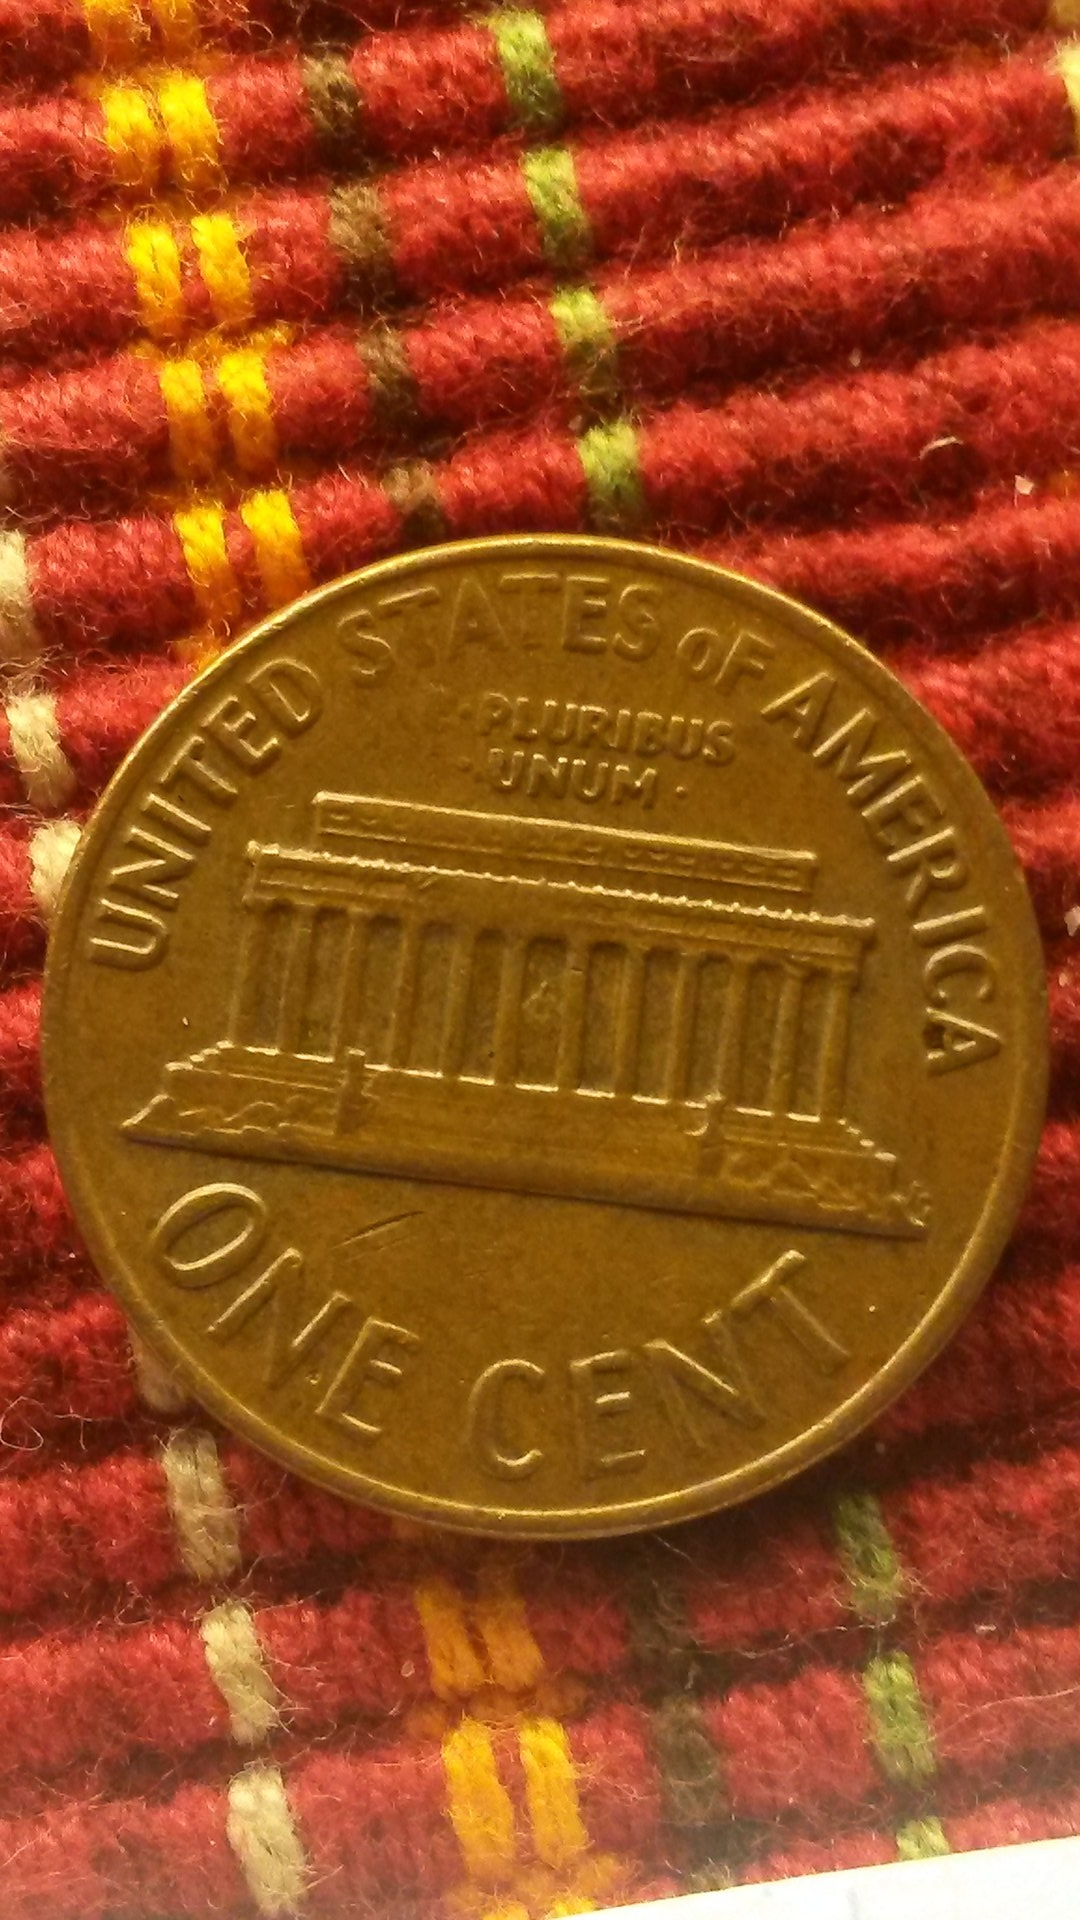 UNITED STATES OF AMERICA
·PLURIBUS
·UNUM·
ONE CENT